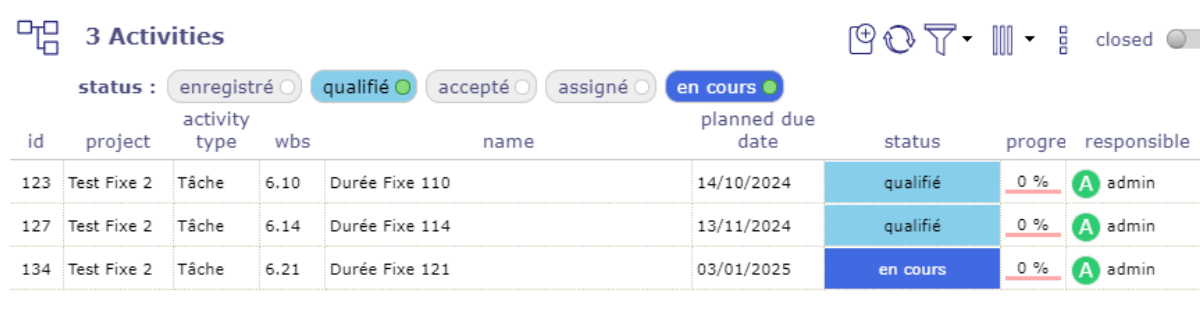 3 Activities
closed
status : enregistré qualifié accepté assigné en cours
id project activity type wbs name planned due date status progre responsible
123 Test Fixe 2 Tâche 6.10 Durée Fixe 110 14/10/2024 qualifié 0 % A admin
127 Test Fixe 2 Tâche 6.14 Durée Fixe 114 13/11/2024 qualifié 0 % A admin
134 Test Fixe 2 Tâche 6.21 Durée Fixe 121 03/01/2025 en cours 0 % A admin